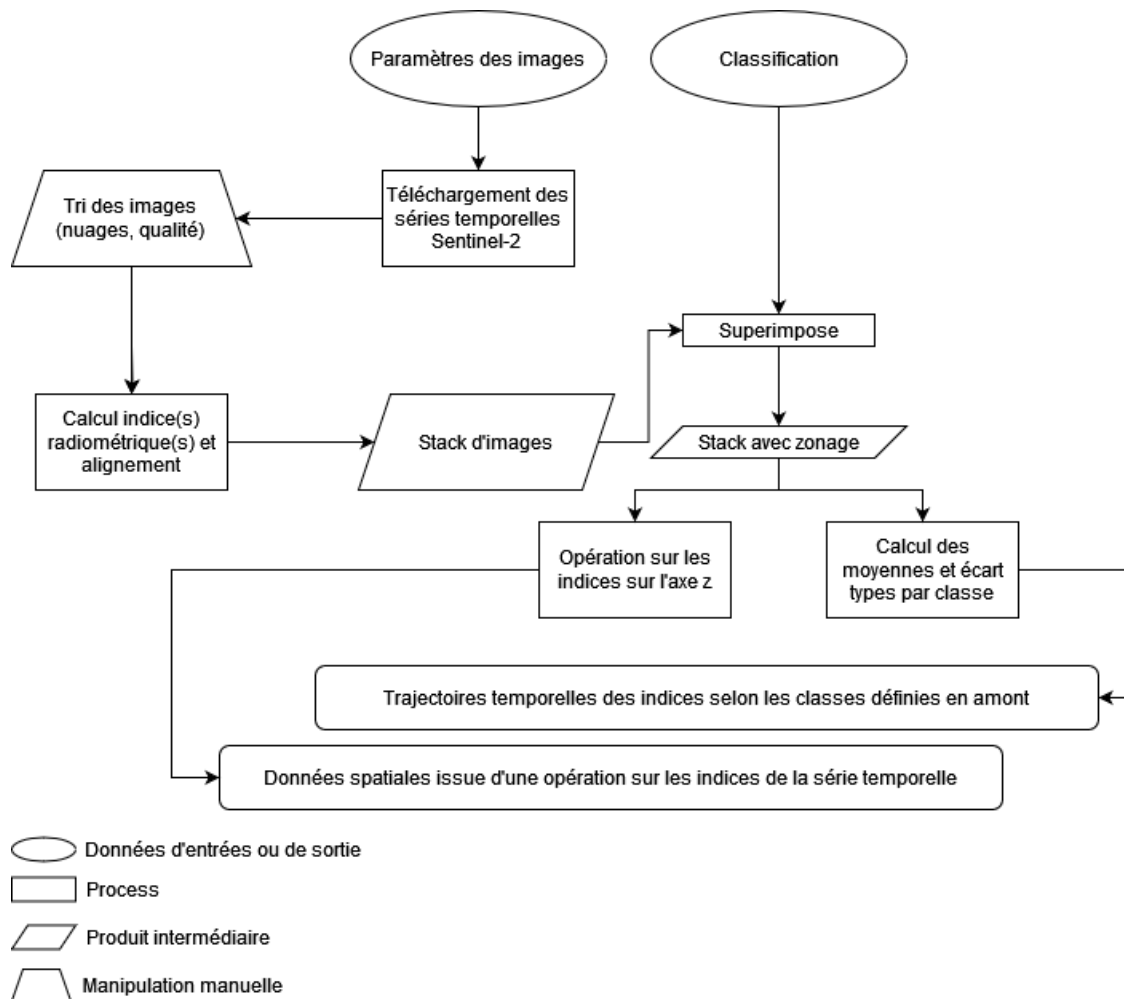 Paramètres des images
Classification
Téléchargement des
séries temporelles
Sentinel-2
Tri des images
(nuages, qualité)
Superimpose
Calcul indice(s)
radiométrique(s) et
alignement
Stack d'images
Stack avec zonage
Opération sur les
indices sur l'axe z
Calcul des
moyennes et écart
types par classe
Trajectoires temporelles des indices selon les classes définies en amont
Données spatiales issue d'une opération sur les indices de la série temporelle
Données d'entrées ou de sortie
Process
Produit intermédiaire
Manipulation manuelle